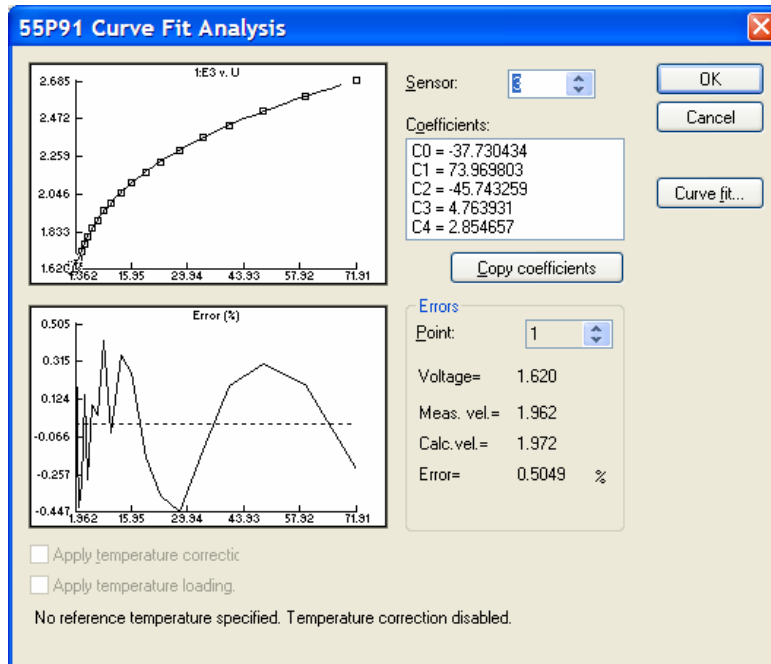 55P91 Curve Fit Analysis
1:E3 v. U
2.685
2.472
2.259
2.046
1.833
1.620
1.362 15.95 29.94 43.93 57.92 71.91
Error (%)
0.505
0.315
0.124
-0.066
-0.257
-0.447
1.962 15.95 29.94 43.93 57.92 71.91
Sensor: 3
Coefficients:
C0 = -37.730434
C1 = 73.969803
C2 = -45.743259
C3 = 4.763931
C4 = 2.854657
Copy coefficients
Errors
Point: 1
Voltage= 1.620
Meas. vel.= 1.962
Calc.vel.= 1.972
Error= 0.5049 %
OK
Cancel
Curve fit...
Apply temperature correctic
Apply temperature loading.
No reference temperature specified. Temperature correction disabled.